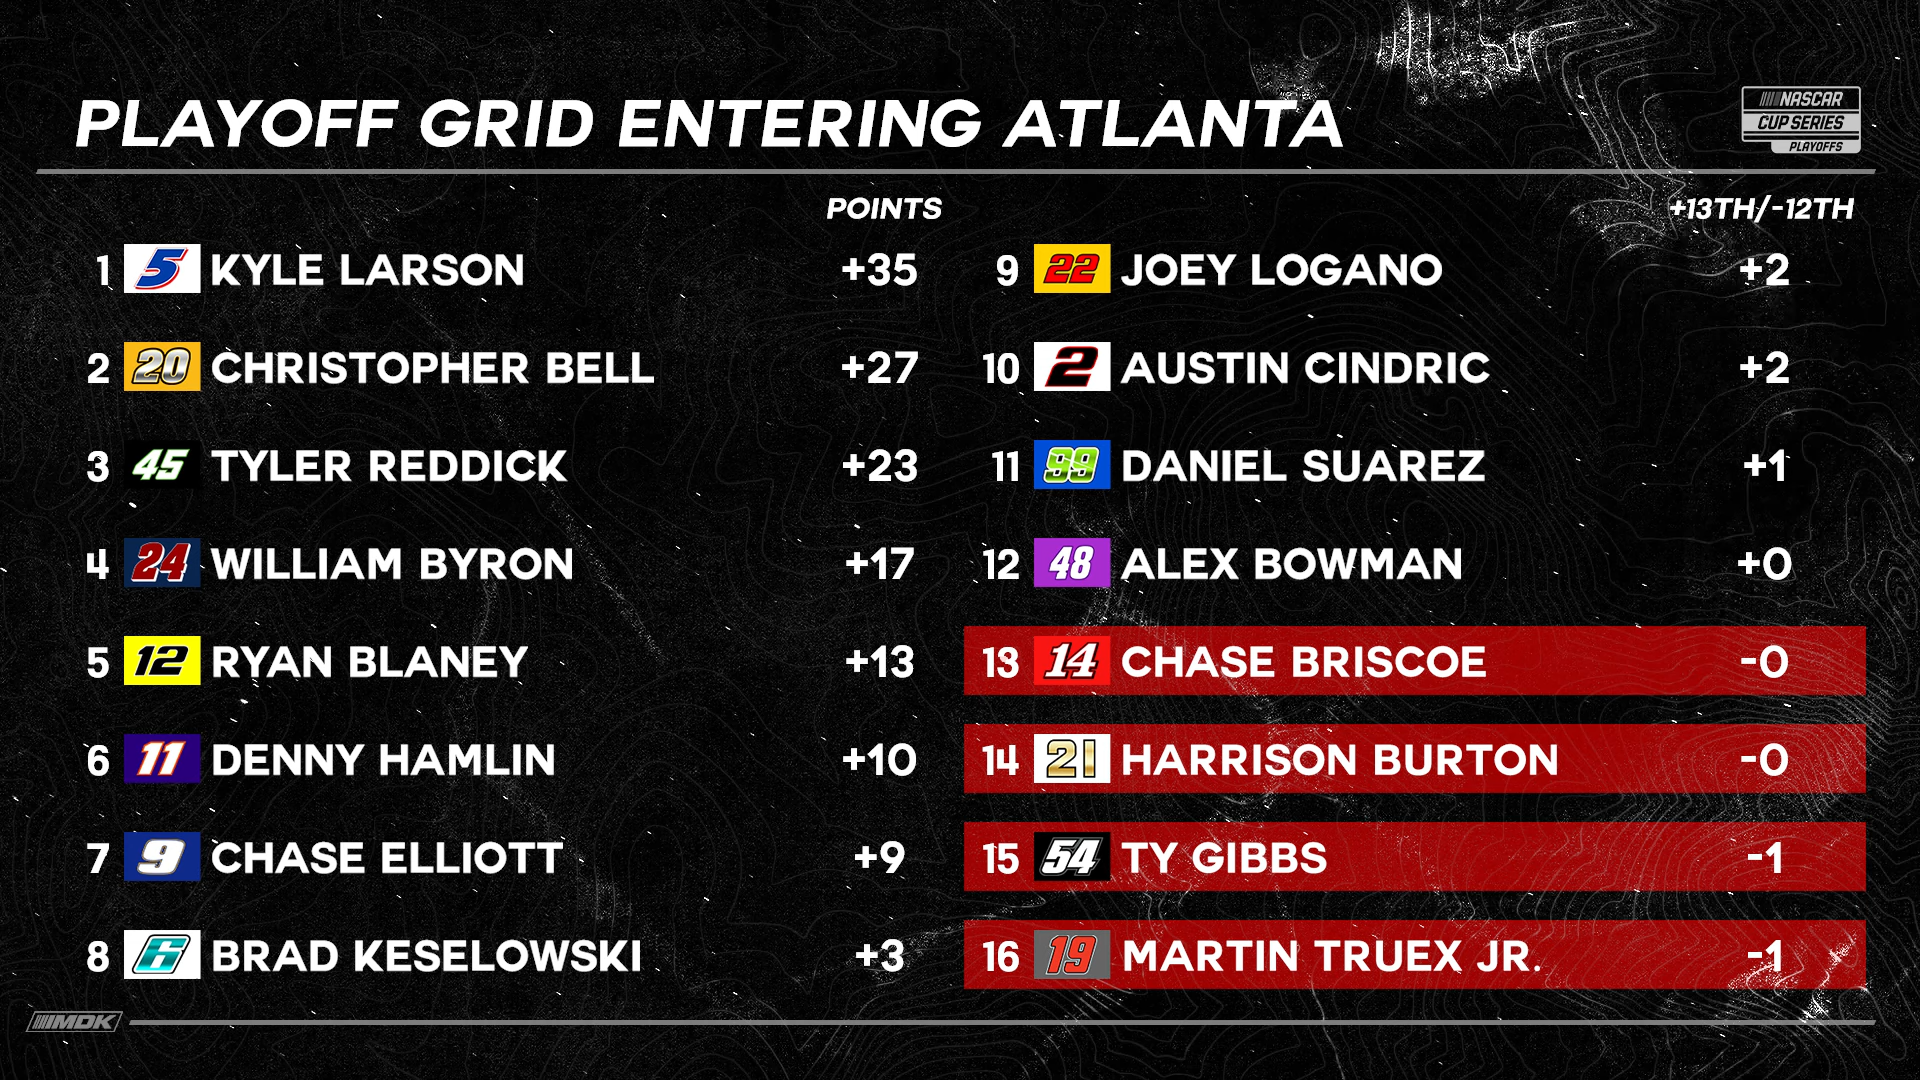 PLAYOFF GRID ENTERING ATLANTA
NASCAR
CUP SERIES
PLAYOFFS
POINTS
1 5 KYLE LARSON +35
2 20 CHRISTOPHER BELL +27
3 45 TYLER REDDICK +23
4 24 WILLIAM BYRON +17
5 12 RYAN BLANEY +13
6 11 DENNY HAMLIN +10
7 9 CHASE ELLIOTT +9
8 6 BRAD KESELOWSKI +3
+13TH/-12TH
9 22 JOEY LOGANO +2
10 2 AUSTIN CINDRIC +2
11 99 DANIEL SUAREZ +1
12 48 ALEX BOWMAN +0
13 14 CHASE BRISCOE -0
14 21 HARRISON BURTON -0
15 54 TY GIBBS -1
16 19 MARTIN TRUEX JR. -1
MDK